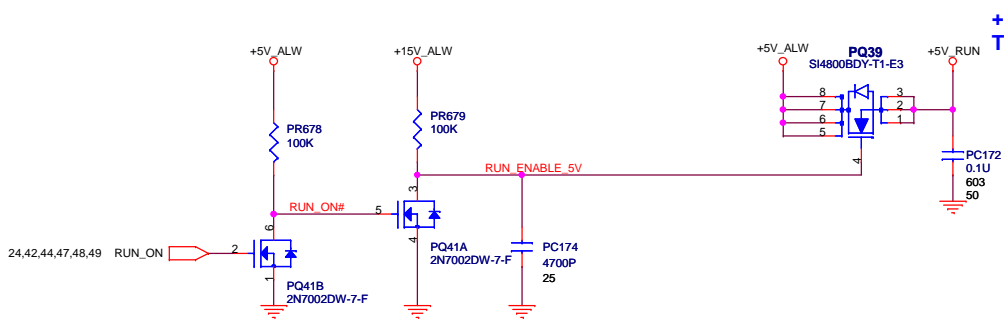 +
T
+5V_ALW
+15V_ALW
+5V_ALW
PQ39
SI4800BDY-T1-E3
+5V_RUN
8
7
6
5
3
2
1
4
PR678
100K
PR679
100K
PC172
0.1U
603
50
RUN_ENABLE_5V
3
RUN_ON#
5
6
4
PQ41A
2N7002DW-7-F
PC174
4700P
25
24,42,44,47,48,49
RUN_ON
2
1
PQ41B
2N7002DW-7-F